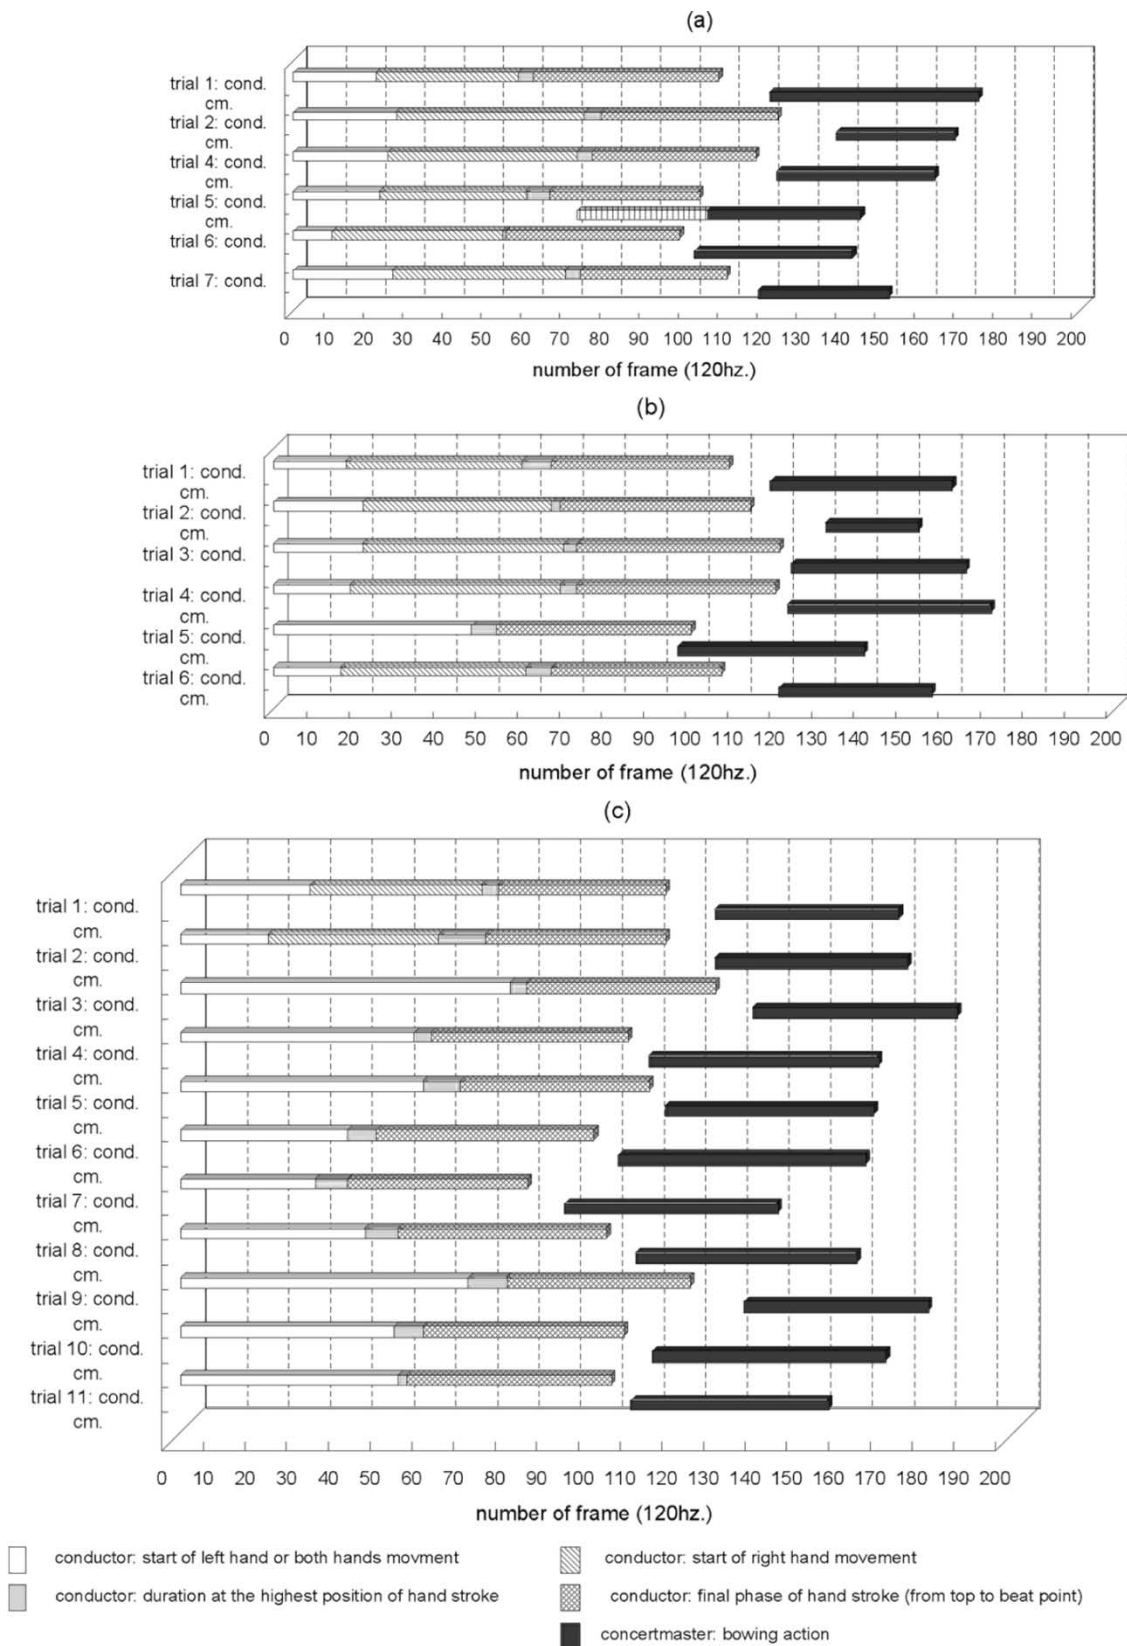 (a)
trial 1: cond.
cm.
trial 2: cond.
cm.
trial 4: cond.
cm.
trial 5: cond.
cm.
trial 6: cond.
trial 7: cond.
0 10 20 30 40 50 60 70 80 90 100 110 120 130 140 150 160 170 180 190 200
number of frame (120hz.)
(b)
trial 1: cond.
cm.
trial 2: cond.
cm.
trial 3: cond.
trial 4: cond.
cm.
trial 5: cond.
cm.
trial 6: cond.
cm.
0 10 20 30 40 50 60 70 80 90 100 110 120 130 140 150 160 170 180 190 200
number of frame (120hz.)
(c)
trial 1: cond.
cm.
trial 2: cond.
cm.
trial 3: cond.
cm.
trial 4: cond.
cm.
trial 5: cond.
cm.
trial 6: cond.
cm.
trial 7: cond.
cm.
trial 8: cond.
cm.
trial 9: cond.
cm.
trial 10: cond.
cm.
trial 11: cond.
cm.
0 10 20 30 40 50 60 70 80 90 100 110 120 130 140 150 160 170 180 190 200
number of frame (120hz.)
conductor: start of left hand or both hands movment
conductor: start of right hand movement
conductor: duration at the highest position of hand stroke
conductor: final phase of hand stroke (from top to beat point)
concertmaster: bowing action